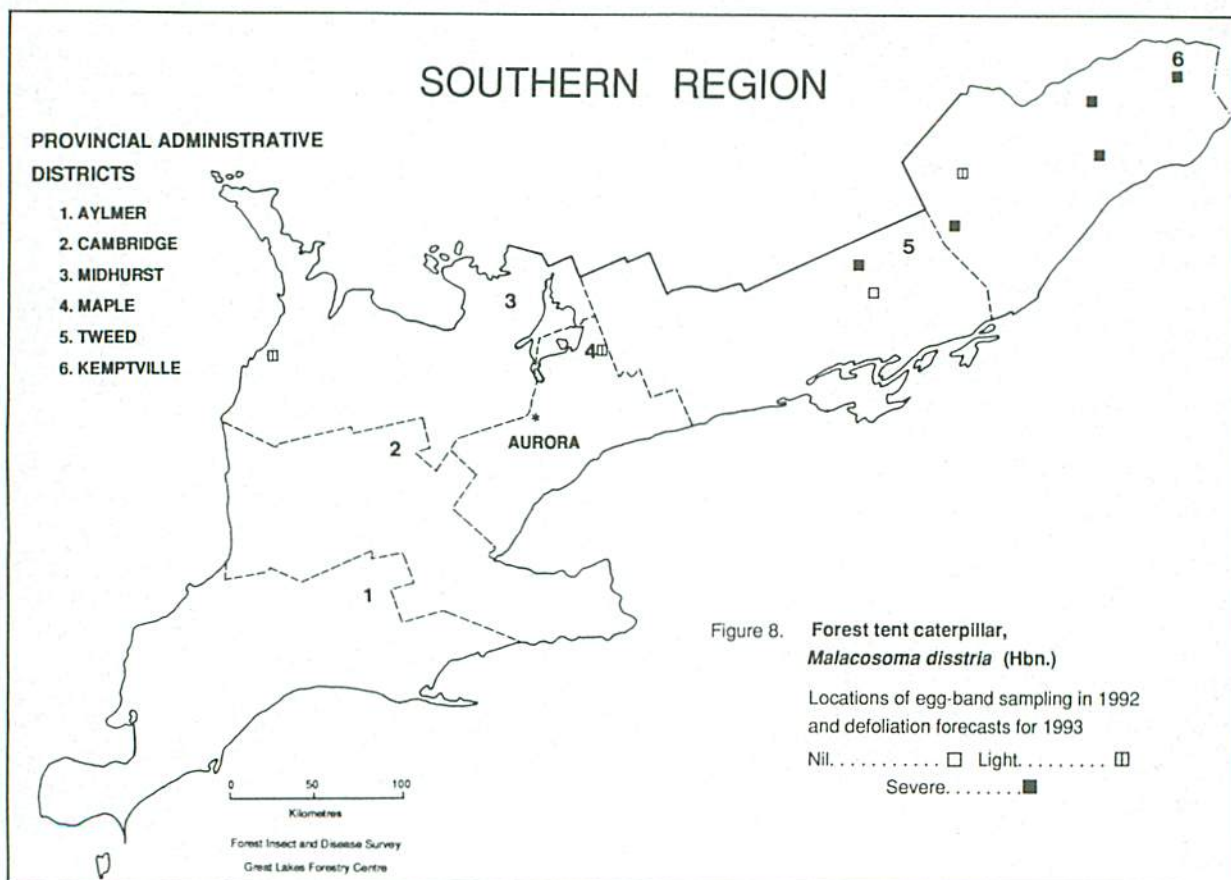 SOUTHERN REGION
PROVINCIAL ADMINISTRATIVE
DISTRICTS
1. AYLMER
2. CAMBRIDGE
3. MIDHURST
4. MAPLE
5. TWEED
6. KEMPTVILLE
6
5
3
4
*
AURORA
2
1
Figure 8. Forest tent caterpillar,
Malacosoma disstria (Hbn.)
Locations of egg-band sampling in 1992
and defoliation forecasts for 1993
Nil. . . . . . . . . . . □ Light. . . . . . . . . ◫
Severe. . . . . . . . ■
0 50 100
Kilometres
Forest Insect and Disease Survey
Great Lakes Forestry Centre